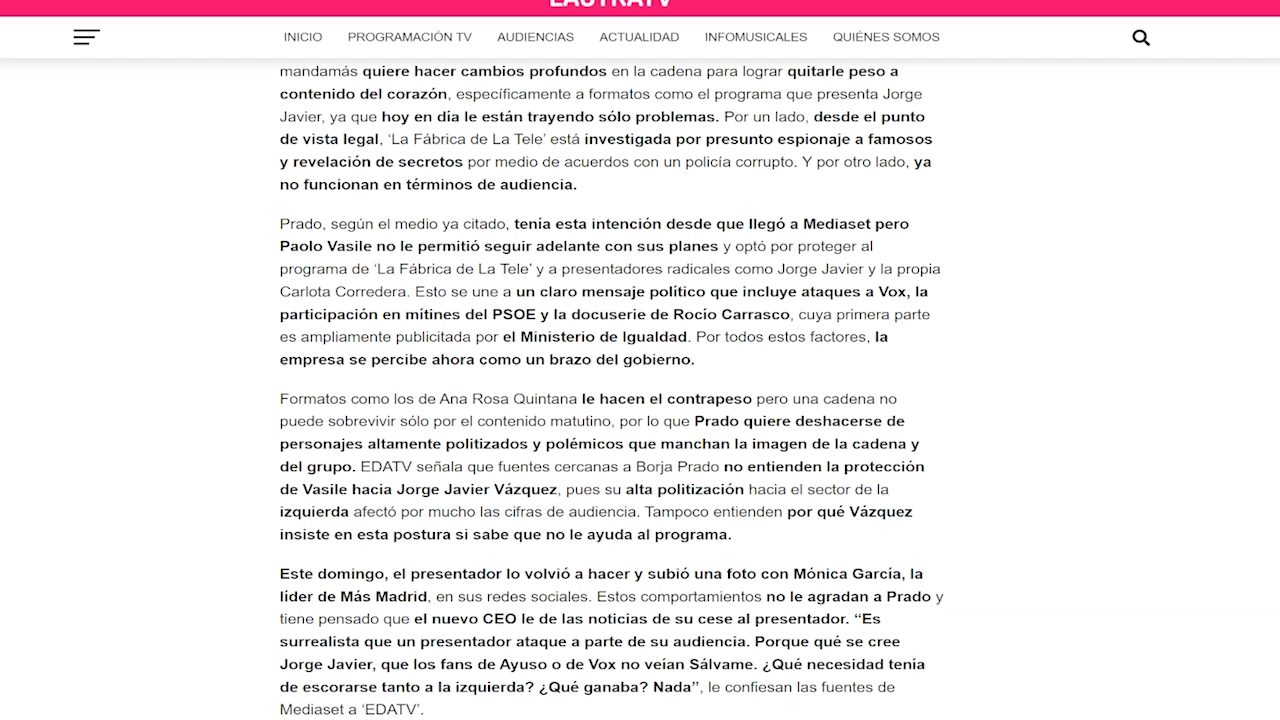 LAOTRATV
INICIO PROGRAMACIÓN TV AUDIENCIAS ACTUALIDAD INFOMUSICALES QUIÉNES SOMOS
mandamás quiere hacer cambios profundos en la cadena para lograr quitarle peso a
contenido del corazón, específicamente a formatos como el programa que presenta Jorge
Javier, ya que hoy en día le están trayendo sólo problemas. Por un lado, desde el punto
de vista legal, ‘La Fábrica de La Tele’ está investigada por presunto espionaje a famosos
y revelación de secretos por medio de acuerdos con un policía corrupto. Y por otro lado, ya
no funcionan en términos de audiencia.
Prado, según el medio ya citado, tenía esta intención desde que llegó a Mediaset pero
Paolo Vasile no le permitió seguir adelante con sus planes y optó por proteger al
programa de ‘La Fábrica de La Tele’ y a presentadores radicales como Jorge Javier y la propia
Carlota Corredera. Esto se une a un claro mensaje político que incluye ataques a Vox, la
participación en mítines del PSOE y la docuserie de Rocío Carrasco, cuya primera parte
es ampliamente publicitada por el Ministerio de Igualdad. Por todos estos factores, la
empresa se percibe ahora como un brazo del gobierno.
Formatos como los de Ana Rosa Quintana le hacen el contrapeso pero una cadena no
puede sobrevivir sólo por el contenido matutino, por lo que Prado quiere deshacerse de
personajes altamente politizados y polémicos que manchan la imagen de la cadena y
del grupo. EDATV señala que fuentes cercanas a Borja Prado no entienden la protección
de Vasile hacia Jorge Javier Vázquez, pues su alta politización hacia el sector de la
izquierda afectó por mucho las cifras de audiencia. Tampoco entienden por qué Vázquez
insiste en esta postura si sabe que no le ayuda al programa.
Este domingo, el presentador lo volvió a hacer y subió una foto con Mónica García, la
líder de Más Madrid, en sus redes sociales. Estos comportamientos no le agradan a Prado y
tiene pensado que el nuevo CEO le de las noticias de su cese al presentador. “Es
surrealista que un presentador ataque a parte de su audiencia. Porque qué se cree
Jorge Javier, que los fans de Ayuso o de Vox no veían Sálvame. ¿Qué necesidad tenía
de escorarse tanto a la izquierda? ¿Qué ganaba? Nada”, le confiesan las fuentes de
Mediaset a ‘EDATV’.